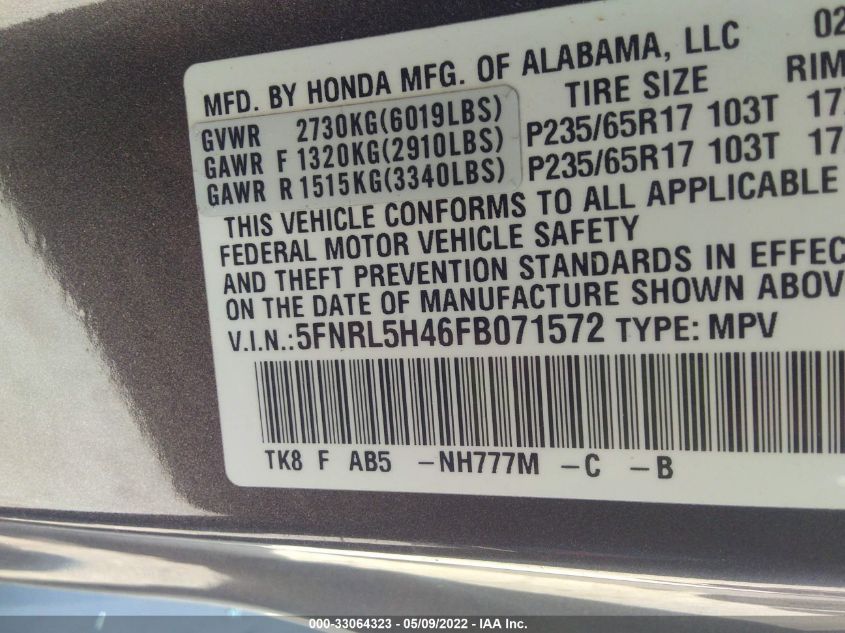 MFD. BY HONDA MFG. OF ALABAMA, LLC 02
TIRE SIZE RIM
GVWR 2730KG(6019LBS)
GAWR F 1320KG(2910LBS) P235/65R17 103T 17
GAWR R 1515KG(3340LBS) P235/65R17 103T 17
THIS VEHICLE CONFORMS TO ALL APPLICABLE
FEDERAL MOTOR VEHICLE SAFETY
AND THEFT PREVENTION STANDARDS IN EFFEC
ON THE DATE OF MANUFACTURE SHOWN ABOV
V.I.N.:5FNRL5H46FB071572 TYPE: MPV
TK8 F AB5 -NH777M -C -B
000-33064323 - 05/09/2022 - IAA Inc.